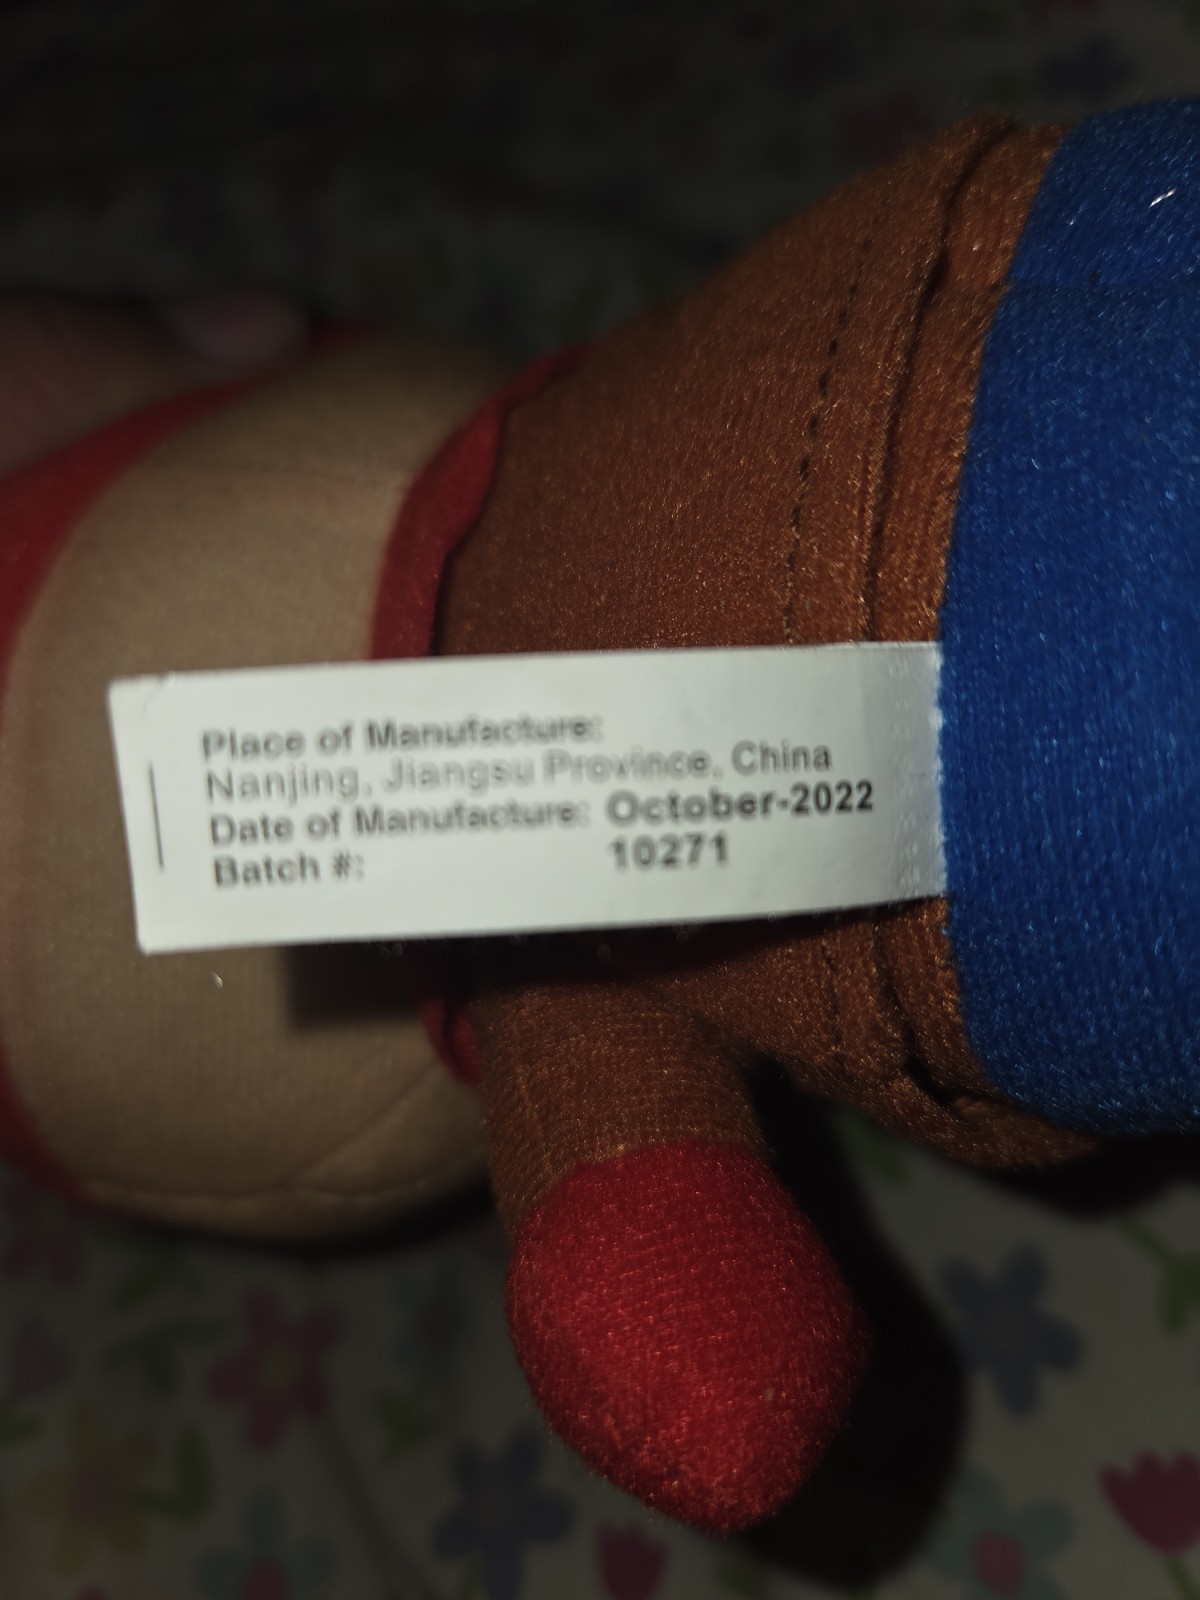 Place of Manufacture:
Nanjing, Jiangsu Province, China
Date of Manufacture: October-2022
Batch #: 10271